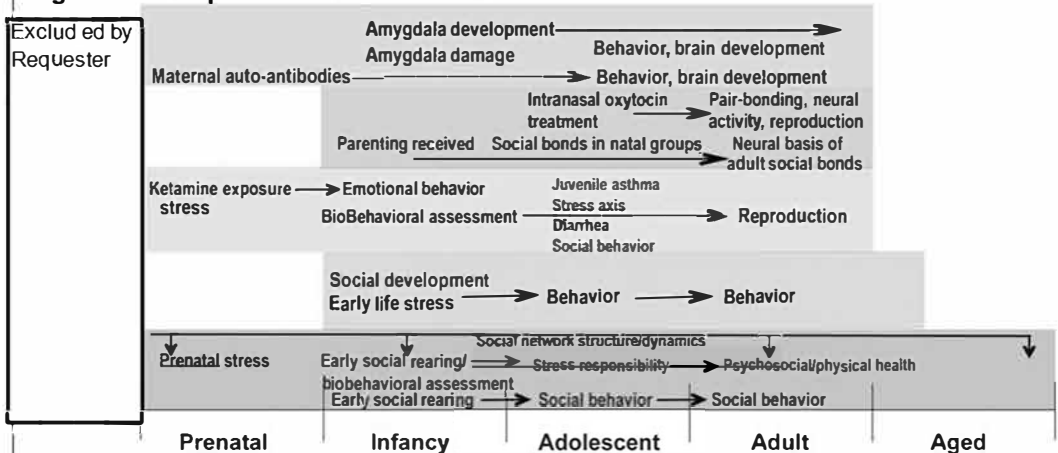 Excluded by
Requester
Amygdala development
Amygdala damage
Behavior, brain development
Maternal auto-antibodies
Behavior, brain development
Intranasal oxytocin
treatment
Pair-bonding, neural
activity, reproduction
Parenting received
Social bonds in natal groups
Neural basis of
adult social bonds
Ketamine exposure
stress
Emotional behavior
BioBehavioral assessment
Juvenile asthma
Stress axis
Diarrhea
Social behavior
Reproduction
Social development
Early life stress
Behavior
Behavior
Social network structure/dynamics
Prenatal stress
Early social rearing/
biobehavioral assessment
Stress responsibility
Psychosocial/physical health
Early social rearing
Social behavior
Social behavior
Prenatal
Infancy
Adolescent
Adult
Aged